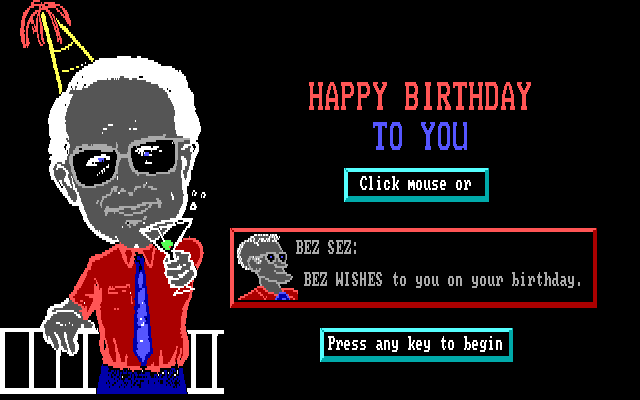 HAPPY BIRTHDAY
TO YOU
Click mouse or
BEZ SEZ:
BEZ WISHES to you on your birthday.
Press any key to begin